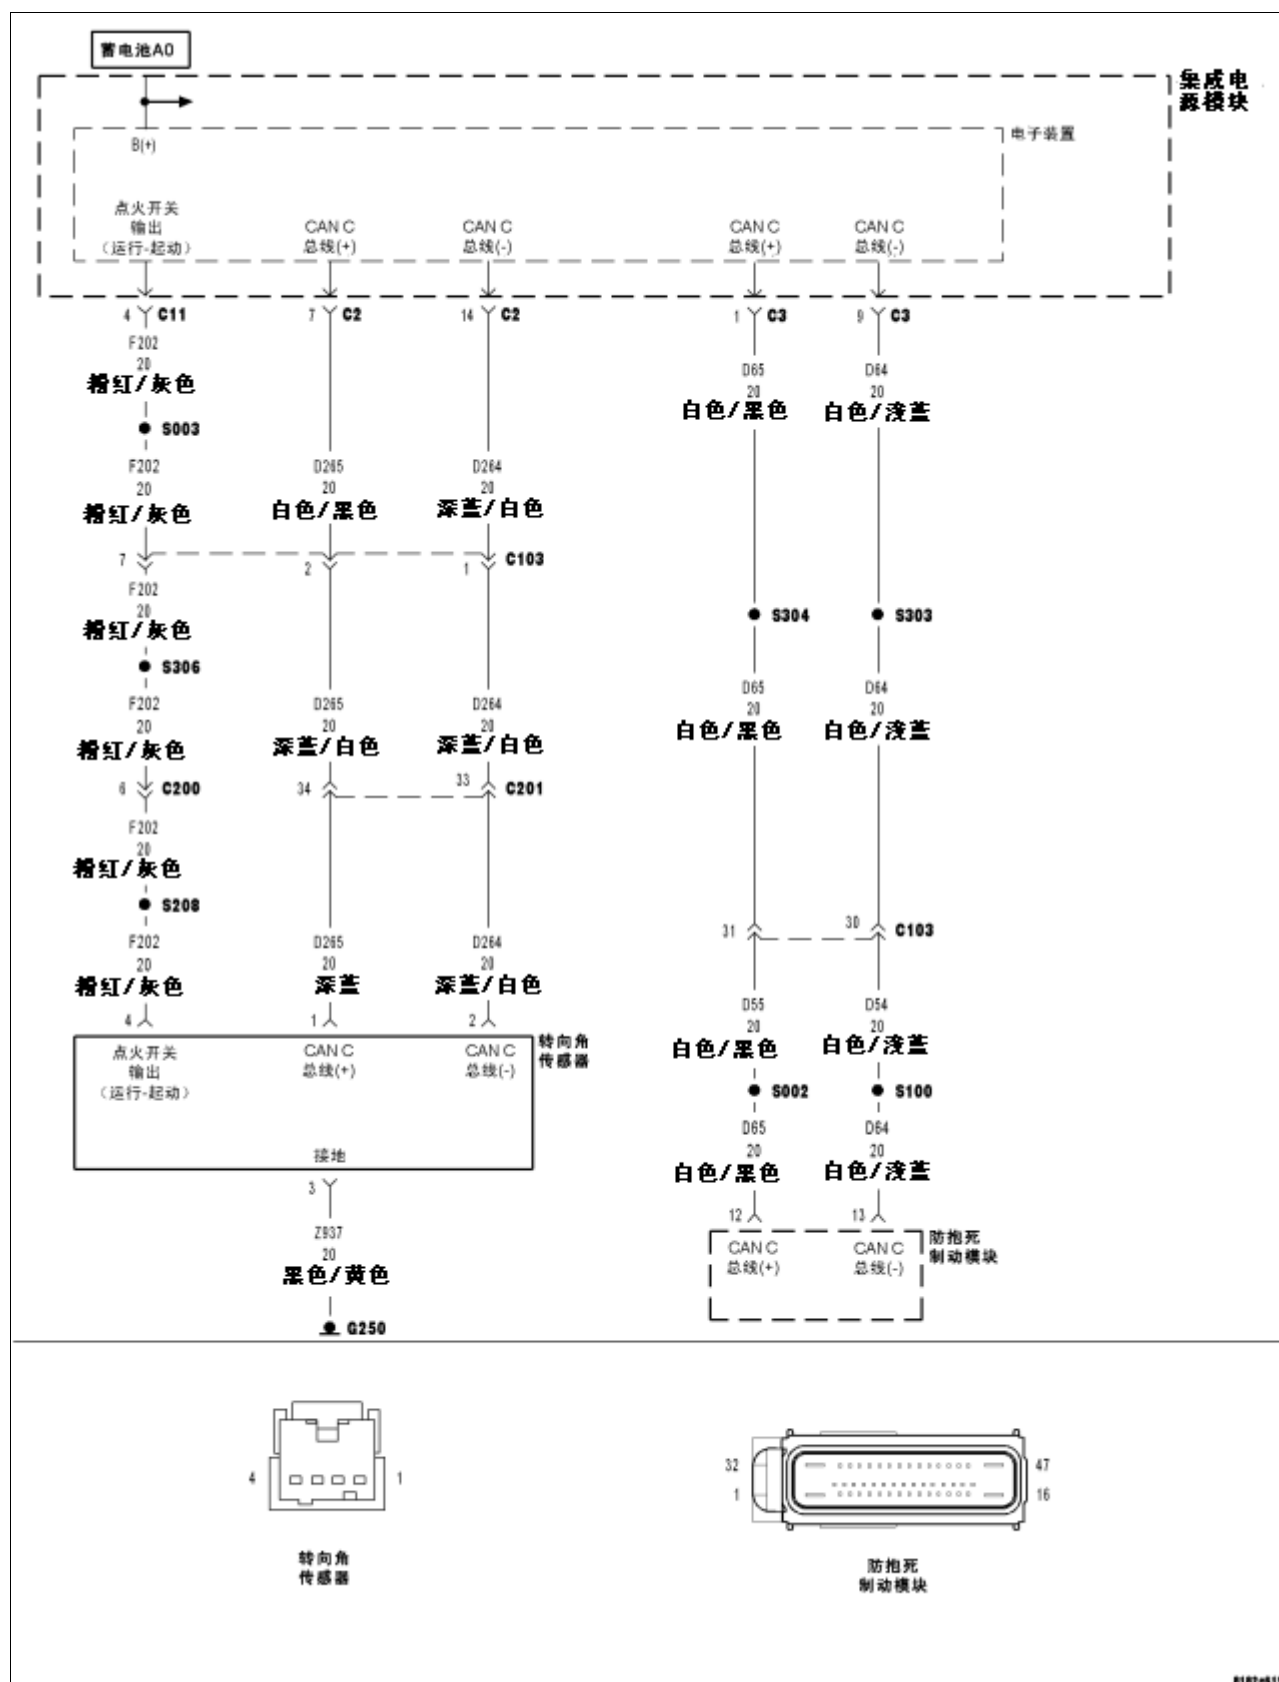 蓄电池A0
集成电
源模块
电子装置
B(+)
点火开关
输出
（运行-起动）
CAN C
总线(+)
CAN C
总线(-)
CAN C
总线(+)
CAN C
总线(-)
4 C11
7 C2
14 C2
1 C3
9 C3
F202
20
粉红/灰色
D65
20
白色/黑色
D64
20
白色/浅蓝
S003
F202
20
粉红/灰色
D265
20
白色/黑色
D264
20
深蓝/白色
7
2
1 C103
F202
20
粉红/灰色
S304
S303
S306
F202
20
粉红/灰色
D265
20
深蓝/白色
D264
20
深蓝/白色
D65
20
白色/黑色
D64
20
白色/浅蓝
6 C200
34
33 C201
F202
20
粉红/灰色
S208
31
30 C103
F202
20
粉红/灰色
D265
20
深蓝
D264
20
深蓝/白色
D55
20
白色/黑色
D54
20
白色/浅蓝
4
1
2
转向角
传感器
点火开关
输出
（运行-起动）
CAN C
总线(+)
CAN C
总线(-)
接地
S002
S100
D65
20
白色/黑色
D64
20
白色/浅蓝
3
Z937
20
黑色/黄色
G250
12
13
防抱死
制动模块
CAN C
总线(+)
CAN C
总线(-)
4
1
转向角
传感器
32
47
1
16
防抱死
制动模块